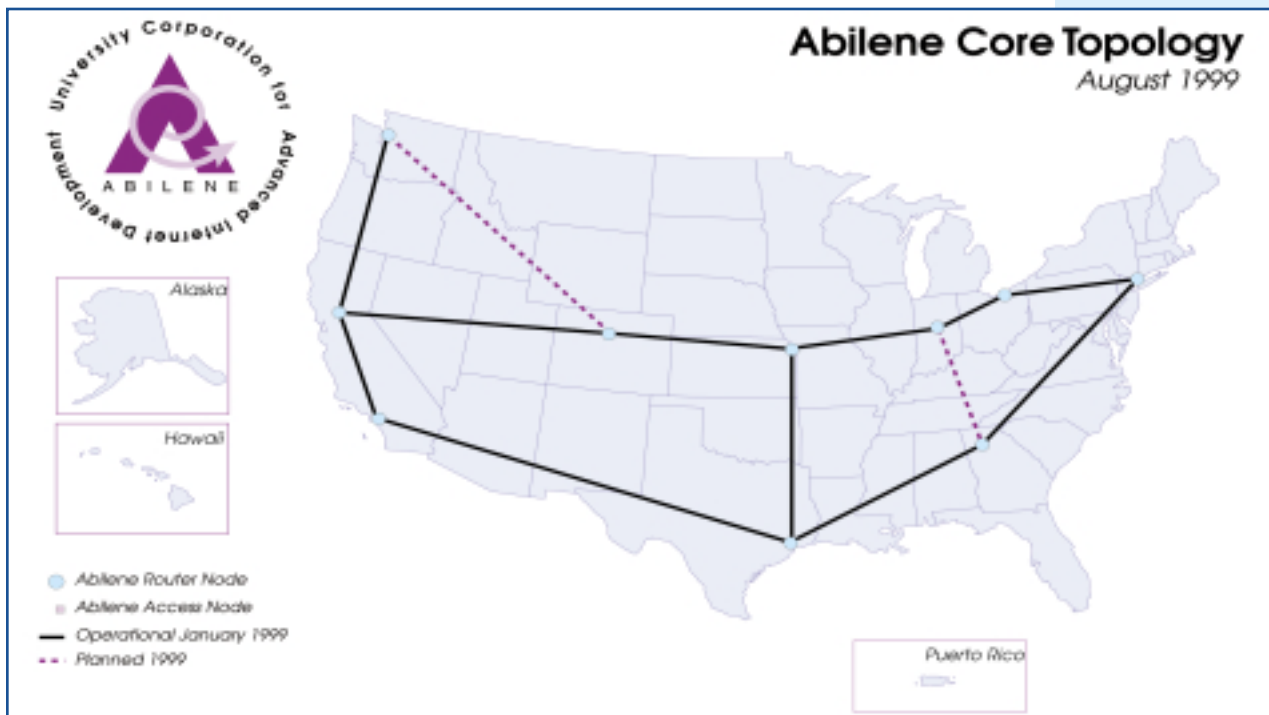 University Corporation for Advanced Internet Development
ABILENE
Abilene Core Topology
August 1999
Alaska
Hawaii
Abilene Router Node
Abilene Access Node
Operational January 1999
Planned 1999
Puerto Rico